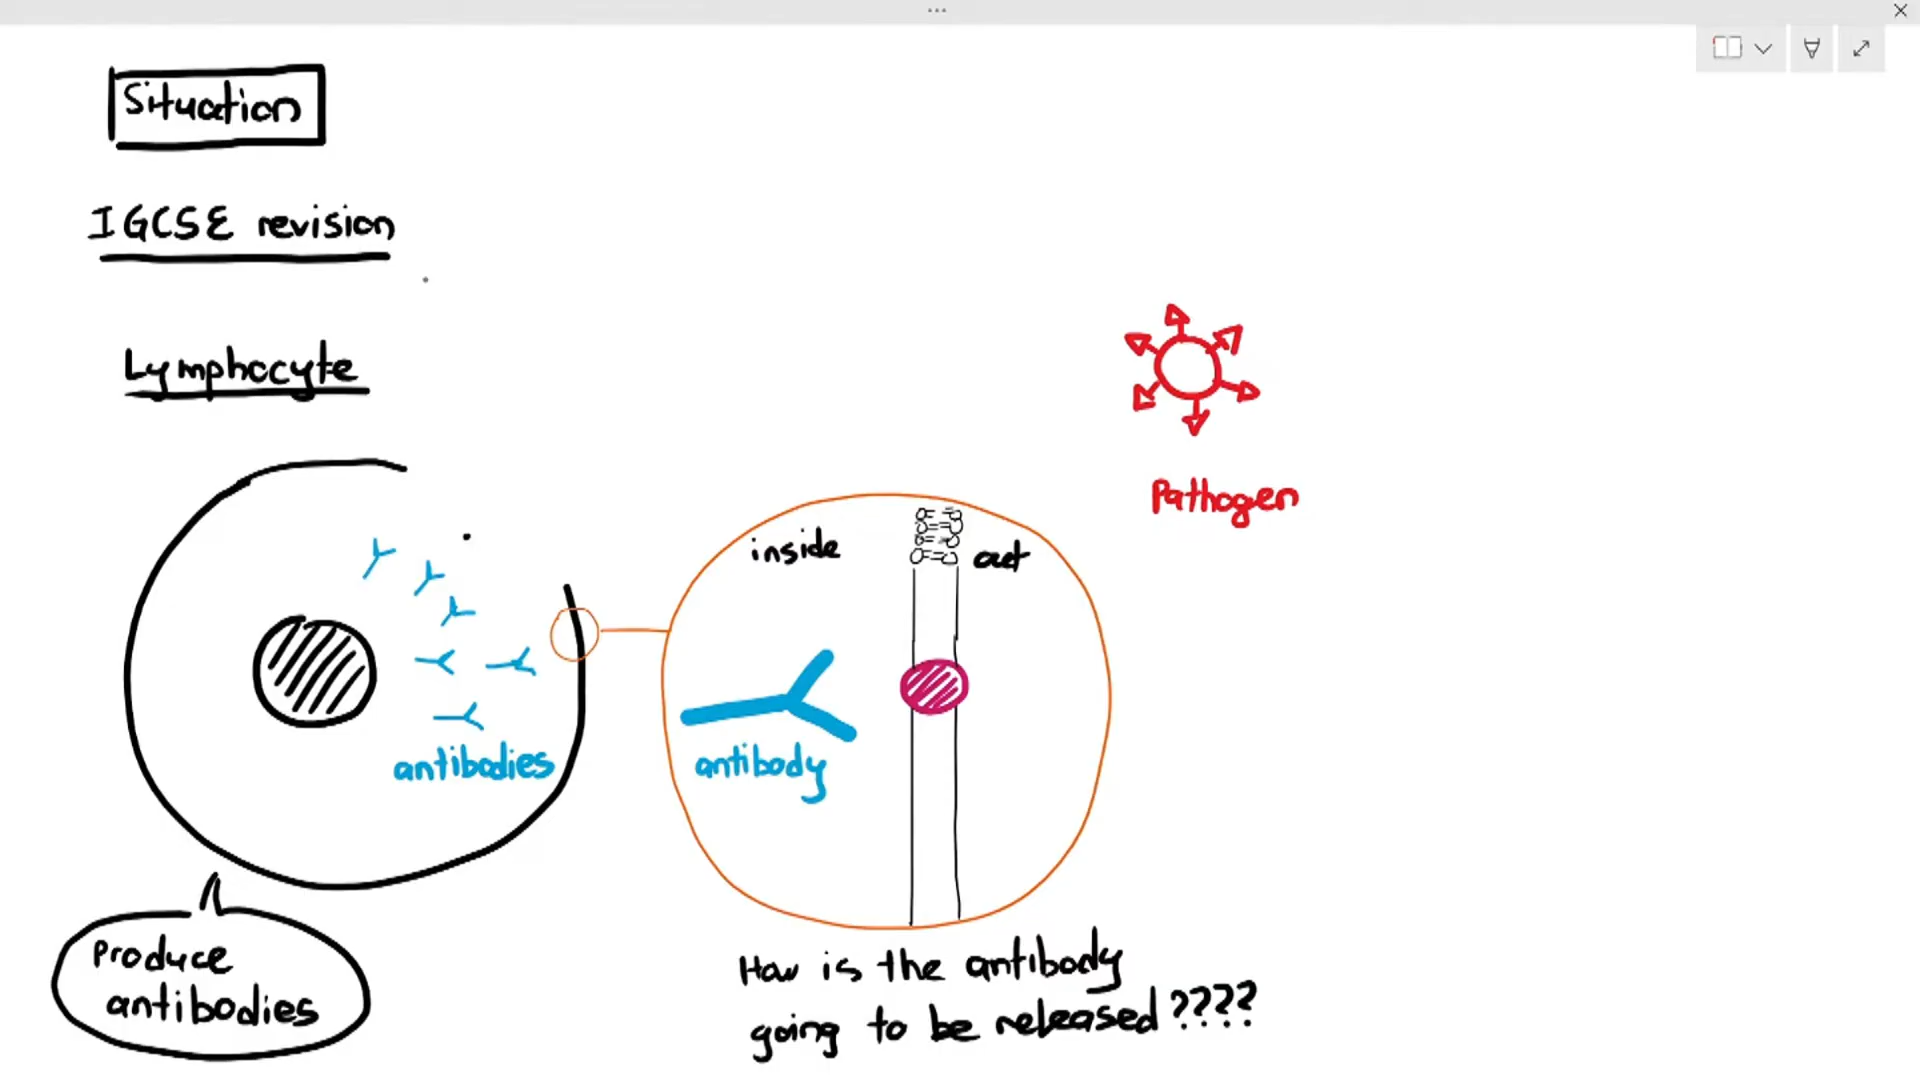 Situation
IGCSE revision
Lymphocyte
Pathogen
inside
out
antibodies
antibody
Produce
antibodies
How is the antibody
going to be released????